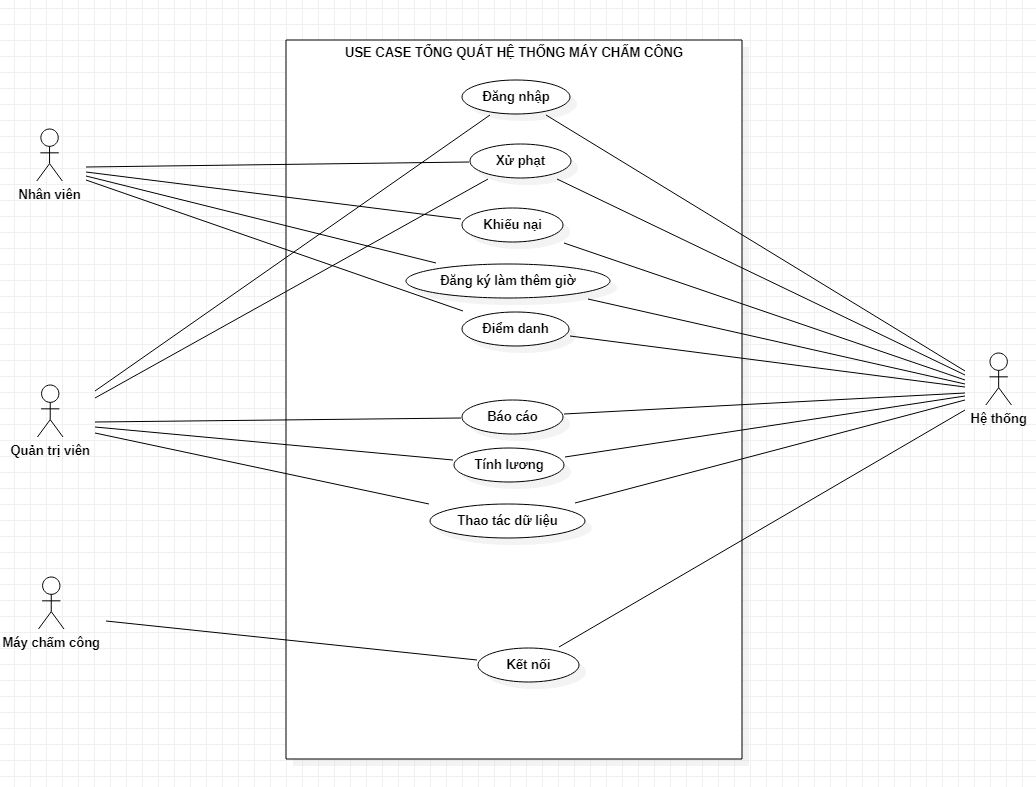 USE CASE TỔNG QUÁT HỆ THỐNG MÁY CHẤM CÔNG
Đăng nhập
Xử phạt
Nhân viên
Khiếu nại
Đăng ký làm thêm giờ
Điểm danh
Báo cáo
Hệ thống
Quản trị viên
Tính lương
Thao tác dữ liệu
Máy chấm công
Kết nối